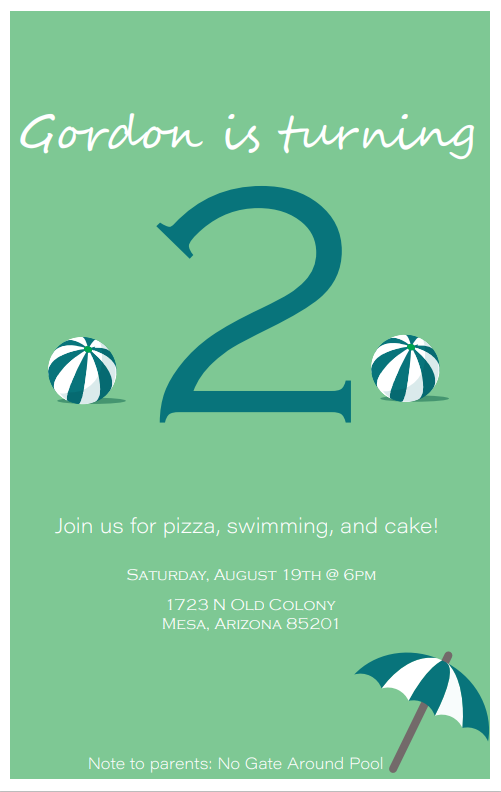 Gordon is turning
2
Join us for pizza, swimming, and cake!
Saturday, August 19th @ 6pm
1723 N Old Colony
Mesa, Arizona 85201
Note to parents: No Gate Around Pool